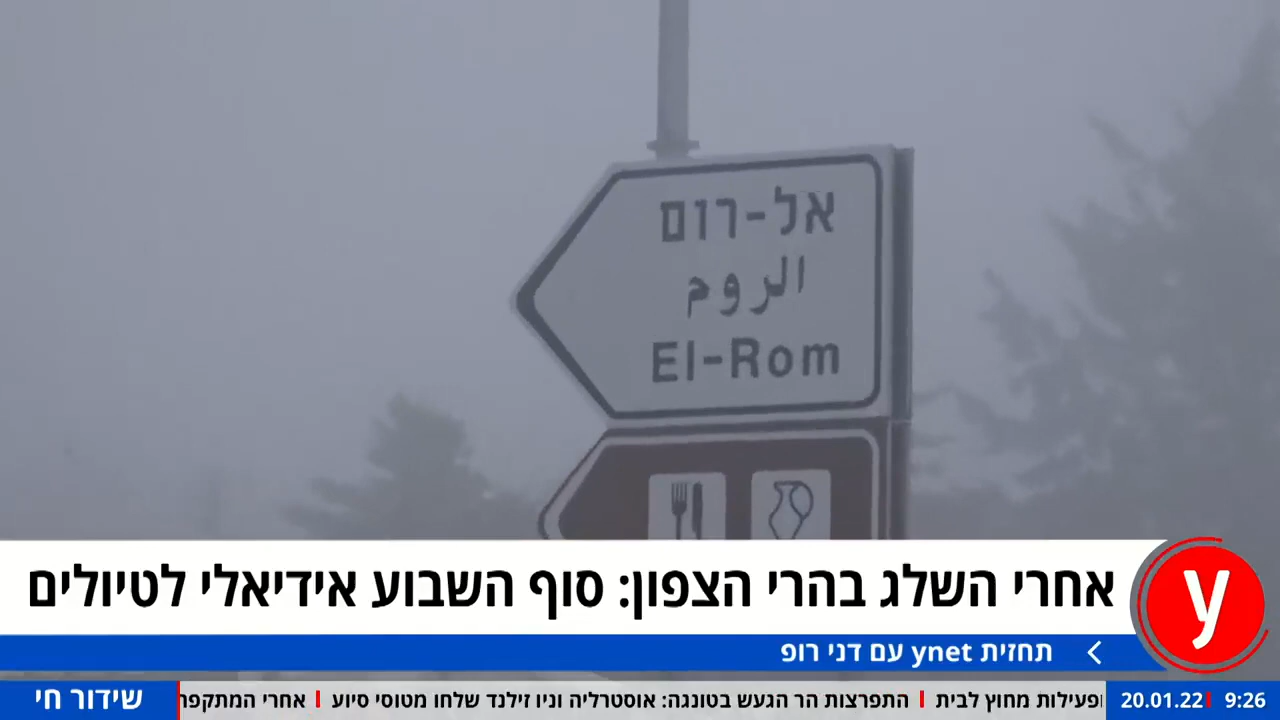 אל-רום
الروم
El-Rom
אחרי השלג בהרי הצפון: סוף השבוע אידיאלי לטיולים
y
תחזית ynet עם דני רופ
9:26
20.01.22
מחוץ לבית | התפרצות הר הגעש בטונגה: אוסטרליה וניו זילנד שלחו מטוסי סיוע | אחרי
שידור חי